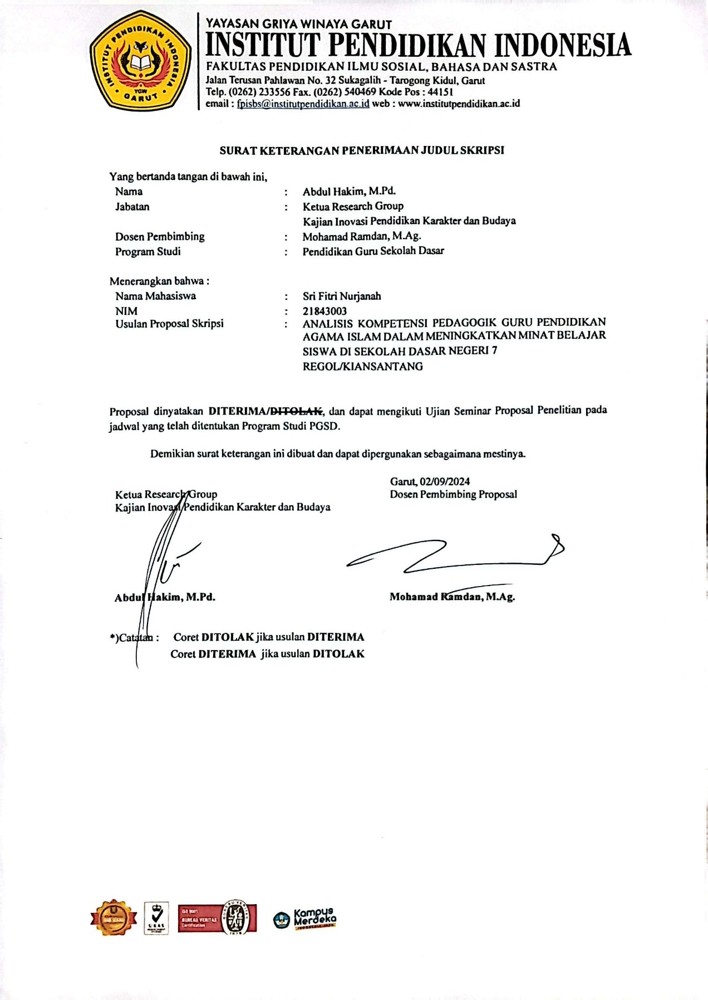 INSTITUT PENDIDIKAN INDONESIA
YGW
GARUT
YAYASAN GRIYA WINAYA GARUT
INSTITUT PENDIDIKAN INDONESIA
FAKULTAS PENDIDIKAN ILMU SOSIAL, BAHASA DAN SASTRA
Jalan Terusan Pahlawan No. 32 Sukagalih - Tarogong Kidul, Garut
Telp. (0262) 233556 Fax. (0262) 540469 Kode Pos : 44151
email : fpisbs@institutpendidikan.ac.id web : www.institutpendidikan.ac.id
SURAT KETERANGAN PENERIMAAN JUDUL SKRIPSI
Yang bertanda tangan di bawah ini,
Nama : Abdul Hakim, M.Pd.
Jabatan : Ketua Research Group
Kajian Inovasi Pendidikan Karakter dan Budaya
Dosen Pembimbing : Mohamad Ramdan, M.Ag.
Program Studi : Pendidikan Guru Sekolah Dasar
Menerangkan bahwa :
Nama Mahasiswa : Sri Fitri Nurjanah
NIM : 21843003
Usulan Proposal Skripsi : ANALISIS KOMPETENSI PEDAGOGIK GURU PENDIDIKAN
AGAMA ISLAM DALAM MENINGKATKAN MINAT BELAJAR
SISWA DI SEKOLAH DASAR NEGERI 7
REGOL/KIANSANTANG
Proposal dinyatakan DITERIMA/DITOLAK, dan dapat mengikuti Ujian Seminar Proposal Penelitian pada
jadwal yang telah ditentukan Program Studi PGSD.
Demikian surat keterangan ini dibuat dan dapat dipergunakan sebagaimana mestinya.
Garut, 02/09/2024
Ketua Research Group
Kajian Inovasi Pendidikan Karakter dan Budaya
Dosen Pembimbing Proposal
Abdul Hakim, M.Pd.
Mohamad Ramdan, M.Ag.
*)Catatan : Coret DITOLAK jika usulan DITERIMA
Coret DITERIMA jika usulan DITOLAK
UKAS
ISO 9001
BUREAU VERITAS
Certification
BUREAU VERITAS
1828
Kampus
Merdeka
INDONESIA JAYA